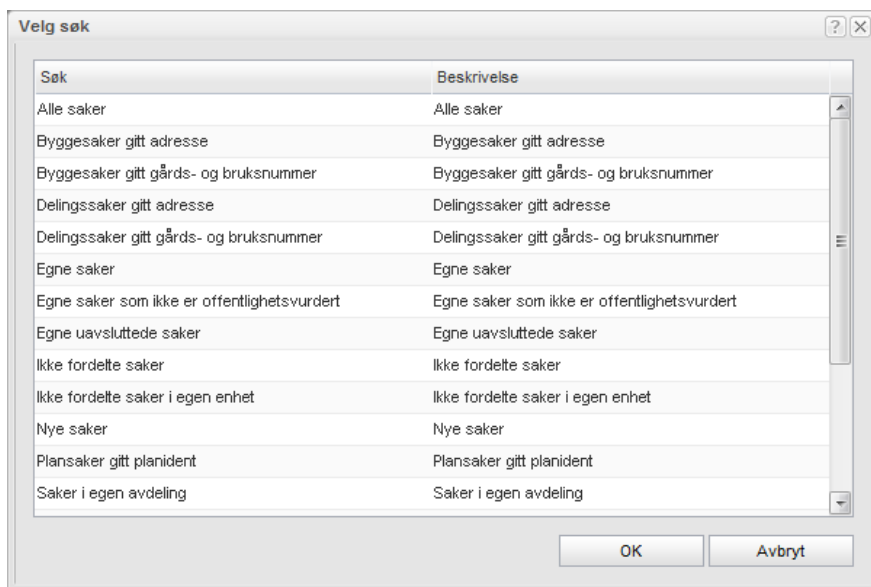 Velg søk
Søk Beskrivelse
Alle saker Alle saker
Byggesaker gitt adresse Byggesaker gitt adresse
Byggesaker gitt gårds- og bruksnummer Byggesaker gitt gårds- og bruksnummer
Delingssaker gitt adresse Delingssaker gitt adresse
Delingssaker gitt gårds- og bruksnummer Delingssaker gitt gårds- og bruksnummer
Egne saker Egne saker
Egne saker som ikke er offentlighetsvurdert Egne saker som ikke er offentlighetsvurdert
Egne uavsluttede saker Egne uavsluttede saker
Ikke fordelte saker Ikke fordelte saker
Ikke fordelte saker i egen enhet Ikke fordelte saker i egen enhet
Nye saker Nye saker
Plansaker gitt planident Plansaker gitt planident
Saker i egen avdeling Saker i egen avdeling
OK Avbryt